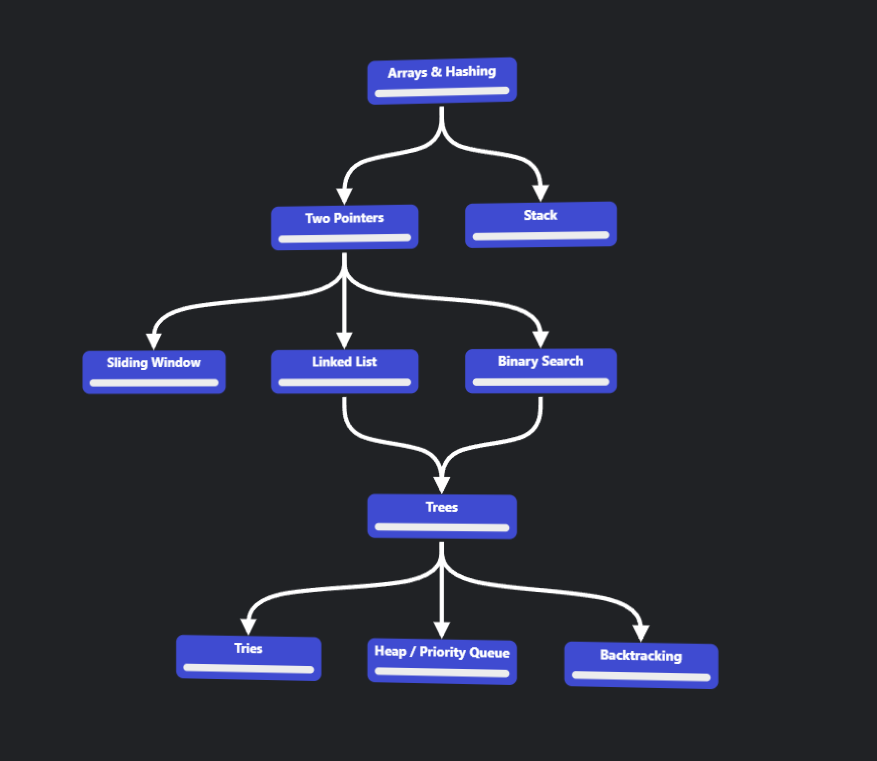 Arrays & Hashing
Two Pointers
Stack
Sliding Window
Linked List
Binary Search
Trees
Tries
Heap / Priority Queue
Backtracking